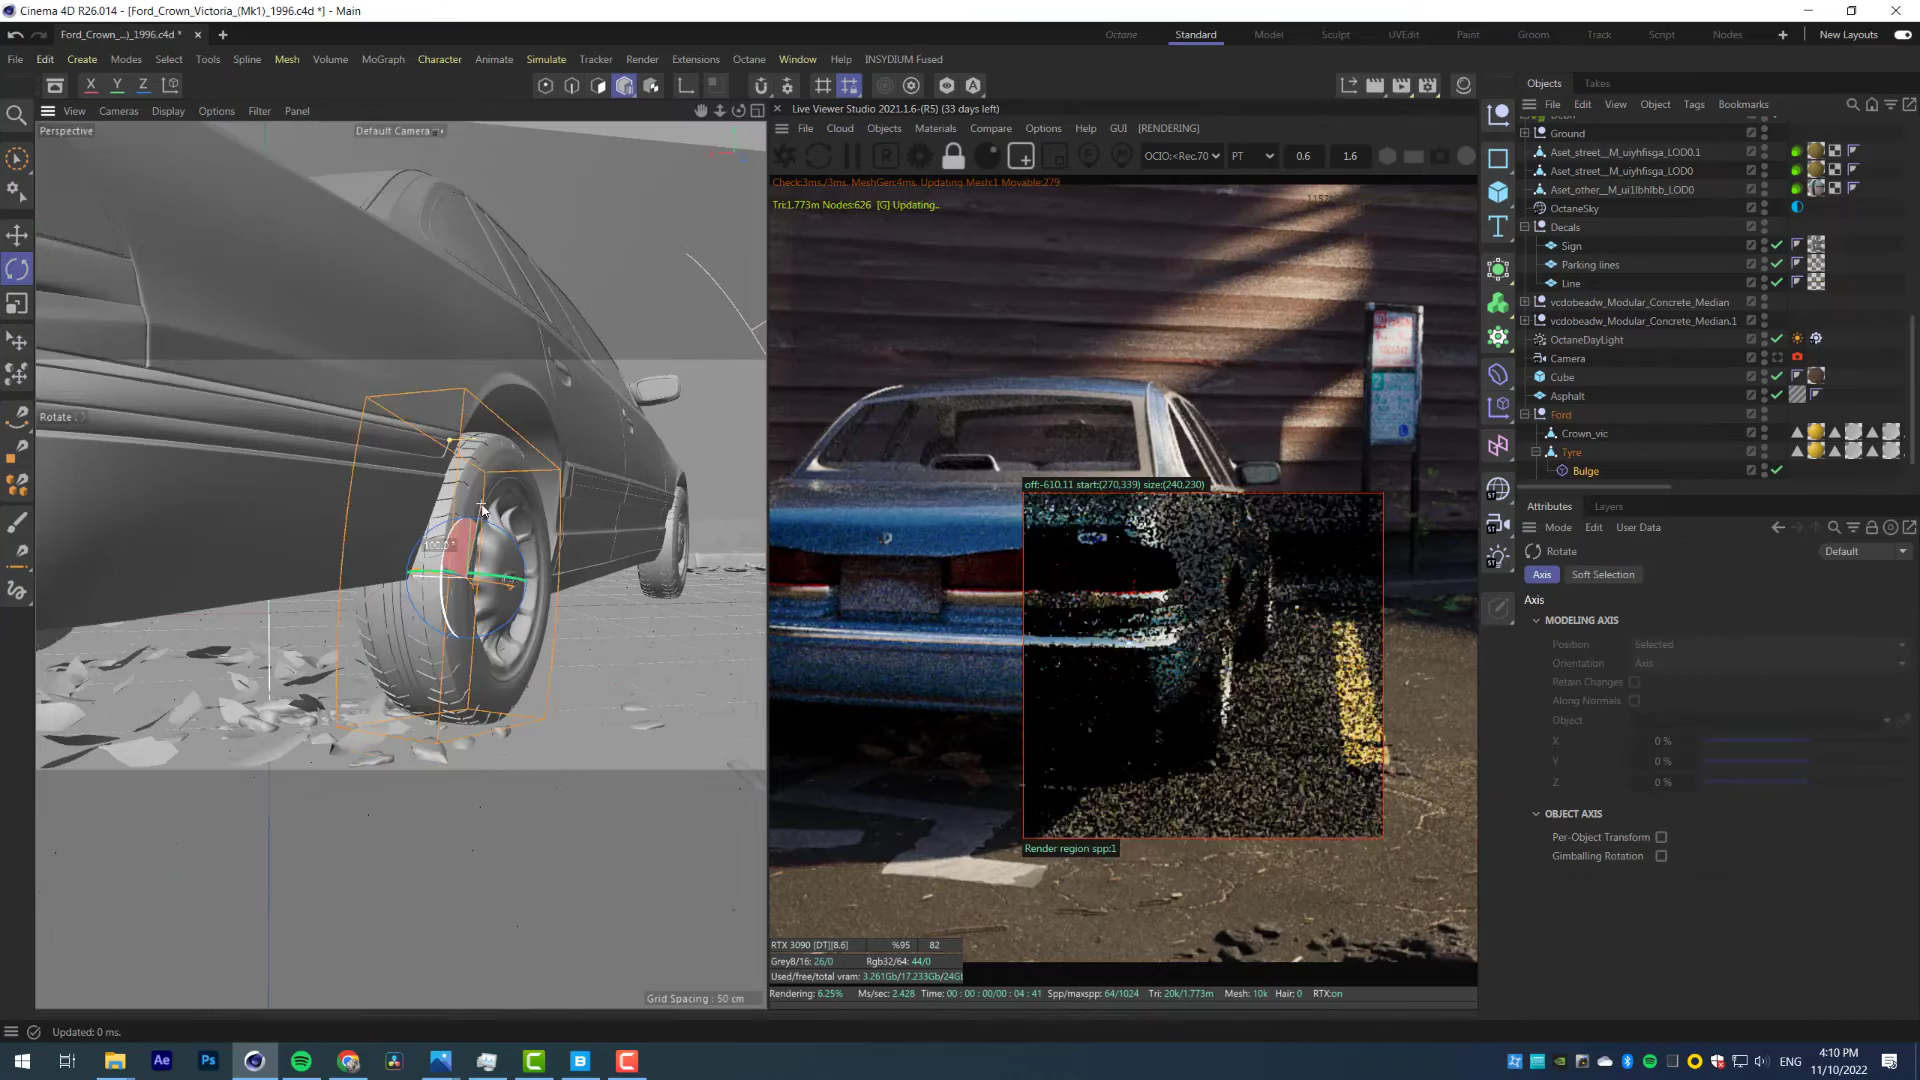 Cinema 4D R26.014 - [Ford_Crown_Victoria_(Mk1)_1996.c4d *] - Main
Ford_Crown_...)_1996.c4d *
Octane
Standard
Model
Sculpt
UVEdit
Paint
Groom
Track
Script
Nodes
New Layouts
File Edit Create Modes Select Tools Spline Mesh Volume MoGraph Character Animate Simulate Tracker Render Extensions Octane Window Help INSYDIUM Fused
X Y Z
View Cameras Display Options Filter Panel
Perspective
Default Camera
Rotate
100.0 °
Grid Spacing : 50 cm
Live Viewer Studio 2021.1.6-(R5) (33 days left)
File Cloud Objects Materials Compare Options Help GUI [RENDERING]
OCIO:<Rec.70 PT 0.6 1.6
Check:3ms./3ms. MeshGen:4ms. Updating Mesh:1 Movable:279
Tri:1.773m Nodes:626 [G] Updating..
off:-610,11 start:(270,339) size:(240,230)
Render region spp:1
RTX 3090 [DT][8.6] %95 82
Grey8/16: 26/0 Rgb32/64: 44/0
Used/free/total vram: 3.261Gb/17.233Gb/24Gt
Rendering: 6.25% Ms/sec: 2.428 Time: 00 : 00 : 00/00 : 04 : 41 Spp/maxspp: 64/1024 Tri: 20k/1.773m Mesh: 10k Hair: 0 RTX:on
Objects Takes
File Edit View Object Tags Bookmarks
Ground
Aset_street__M_uiyhfisga_LOD0.1
Aset_street__M_uiyhfisga_LOD0
Aset_other__M_ui1lbhlbb_LOD0
OctaneSky
Decals
Sign
Parking lines
Line
vcdobeadw_Modular_Concrete_Median
vcdobeadw_Modular_Concrete_Median.1
OctaneDayLight
Camera
Cube
Asphalt
Ford
Crown_vic
Tyre
Bulge
Attributes Layers
Mode Edit User Data
Rotate
Default
Axis Soft Selection
Axis
MODELING AXIS
Position Selected
Orientation Axis
Retain Changes
Along Normals
Object
X 0 %
Y 0 %
Z 0 %
OBJECT AXIS
Per-Object Transform
Gimballing Rotation
Updated: 0 ms.
Ae Ps
ENG
4:10 PM
11/10/2022